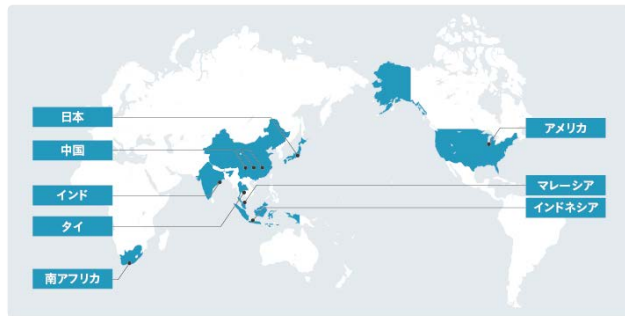 日本
中国
インド
タイ
南アフリカ
アメリカ
マレーシア
インドネシア